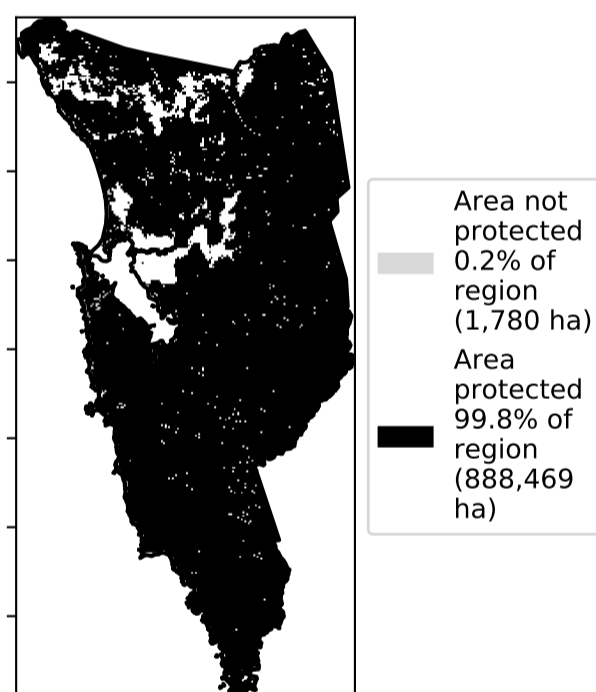 Area not
protected
0.2% of
region
(1,780 ha)
Area
protected
99.8% of
region
(888,469
ha)